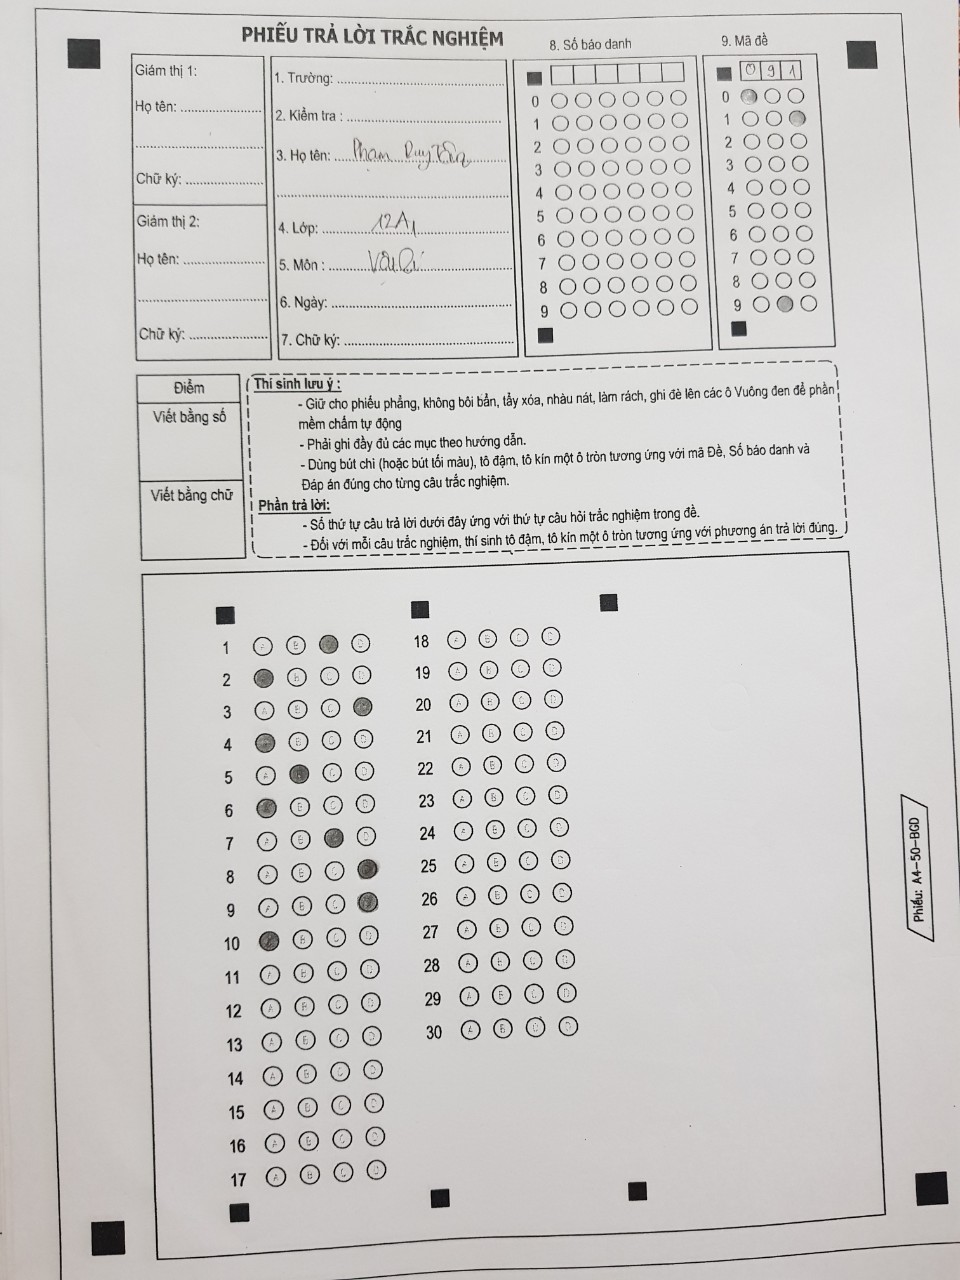 PHIẾU TRẢ LỜI TRẮC NGHIỆM
8. Số báo danh
9. Mã đề
Giám thị 1:
Họ tên: ....................
Chữ ký: ....................
Giám thị 2:
Họ tên: ....................
Chữ ký: ....................
1. Trường: ....................
2. Kiểm tra : ....................
3. Họ tên: Phạm Duy
4. Lớp: 12A1
5. Môn : Vật lí
6. Ngày: ....................
7. Chữ ký: ....................
0
1
2
3
4
5
6
7
8
9
0 9 1
0
1
2
3
4
5
6
7
8
9
Điểm
Viết bằng số
Viết bằng chữ
Thí sinh lưu ý :
- Giữ cho phiếu phẳng, không bôi bẩn, tẩy xóa, nhàu nát, làm rách, ghi đè lên các ô Vuông đen để phần
mềm chấm tự động
- Phải ghi đầy đủ các mục theo hướng dẫn.
- Dùng bút chì (hoặc bút tối màu), tô đậm, tô kín một ô tròn tương ứng với mã Đề, Số báo danh và
Đáp án đúng cho từng câu trắc nghiệm.
Phần trả lời:
- Số thứ tự câu trả lời dưới đây ứng với thứ tự câu hỏi trắc nghiệm trong đề.
- Đối với mỗi câu trắc nghiệm, thí sinh tô đậm, tô kín một ô tròn tương ứng với phương án trả lời đúng.
1 A B D
2 B C D
3 A B C
4 B C D
5 A B C D
6 B C D
7 A B D
8 A B C
9 A B C
10 B C D
11 A B C D
12 A B C D
13 A B C D
14 A B C D
15 A B C D
16 A B C D
17 A B C D
18 A B C D
19 A B C D
20 A B C D
21 A B C D
22 A B C D
23 A B C D
24 A B C D
25 A B C D
26 A B C D
27 A B C D
28 A B C D
29 A B C D
30 A B C D
Phiếu: A4-50-BGD